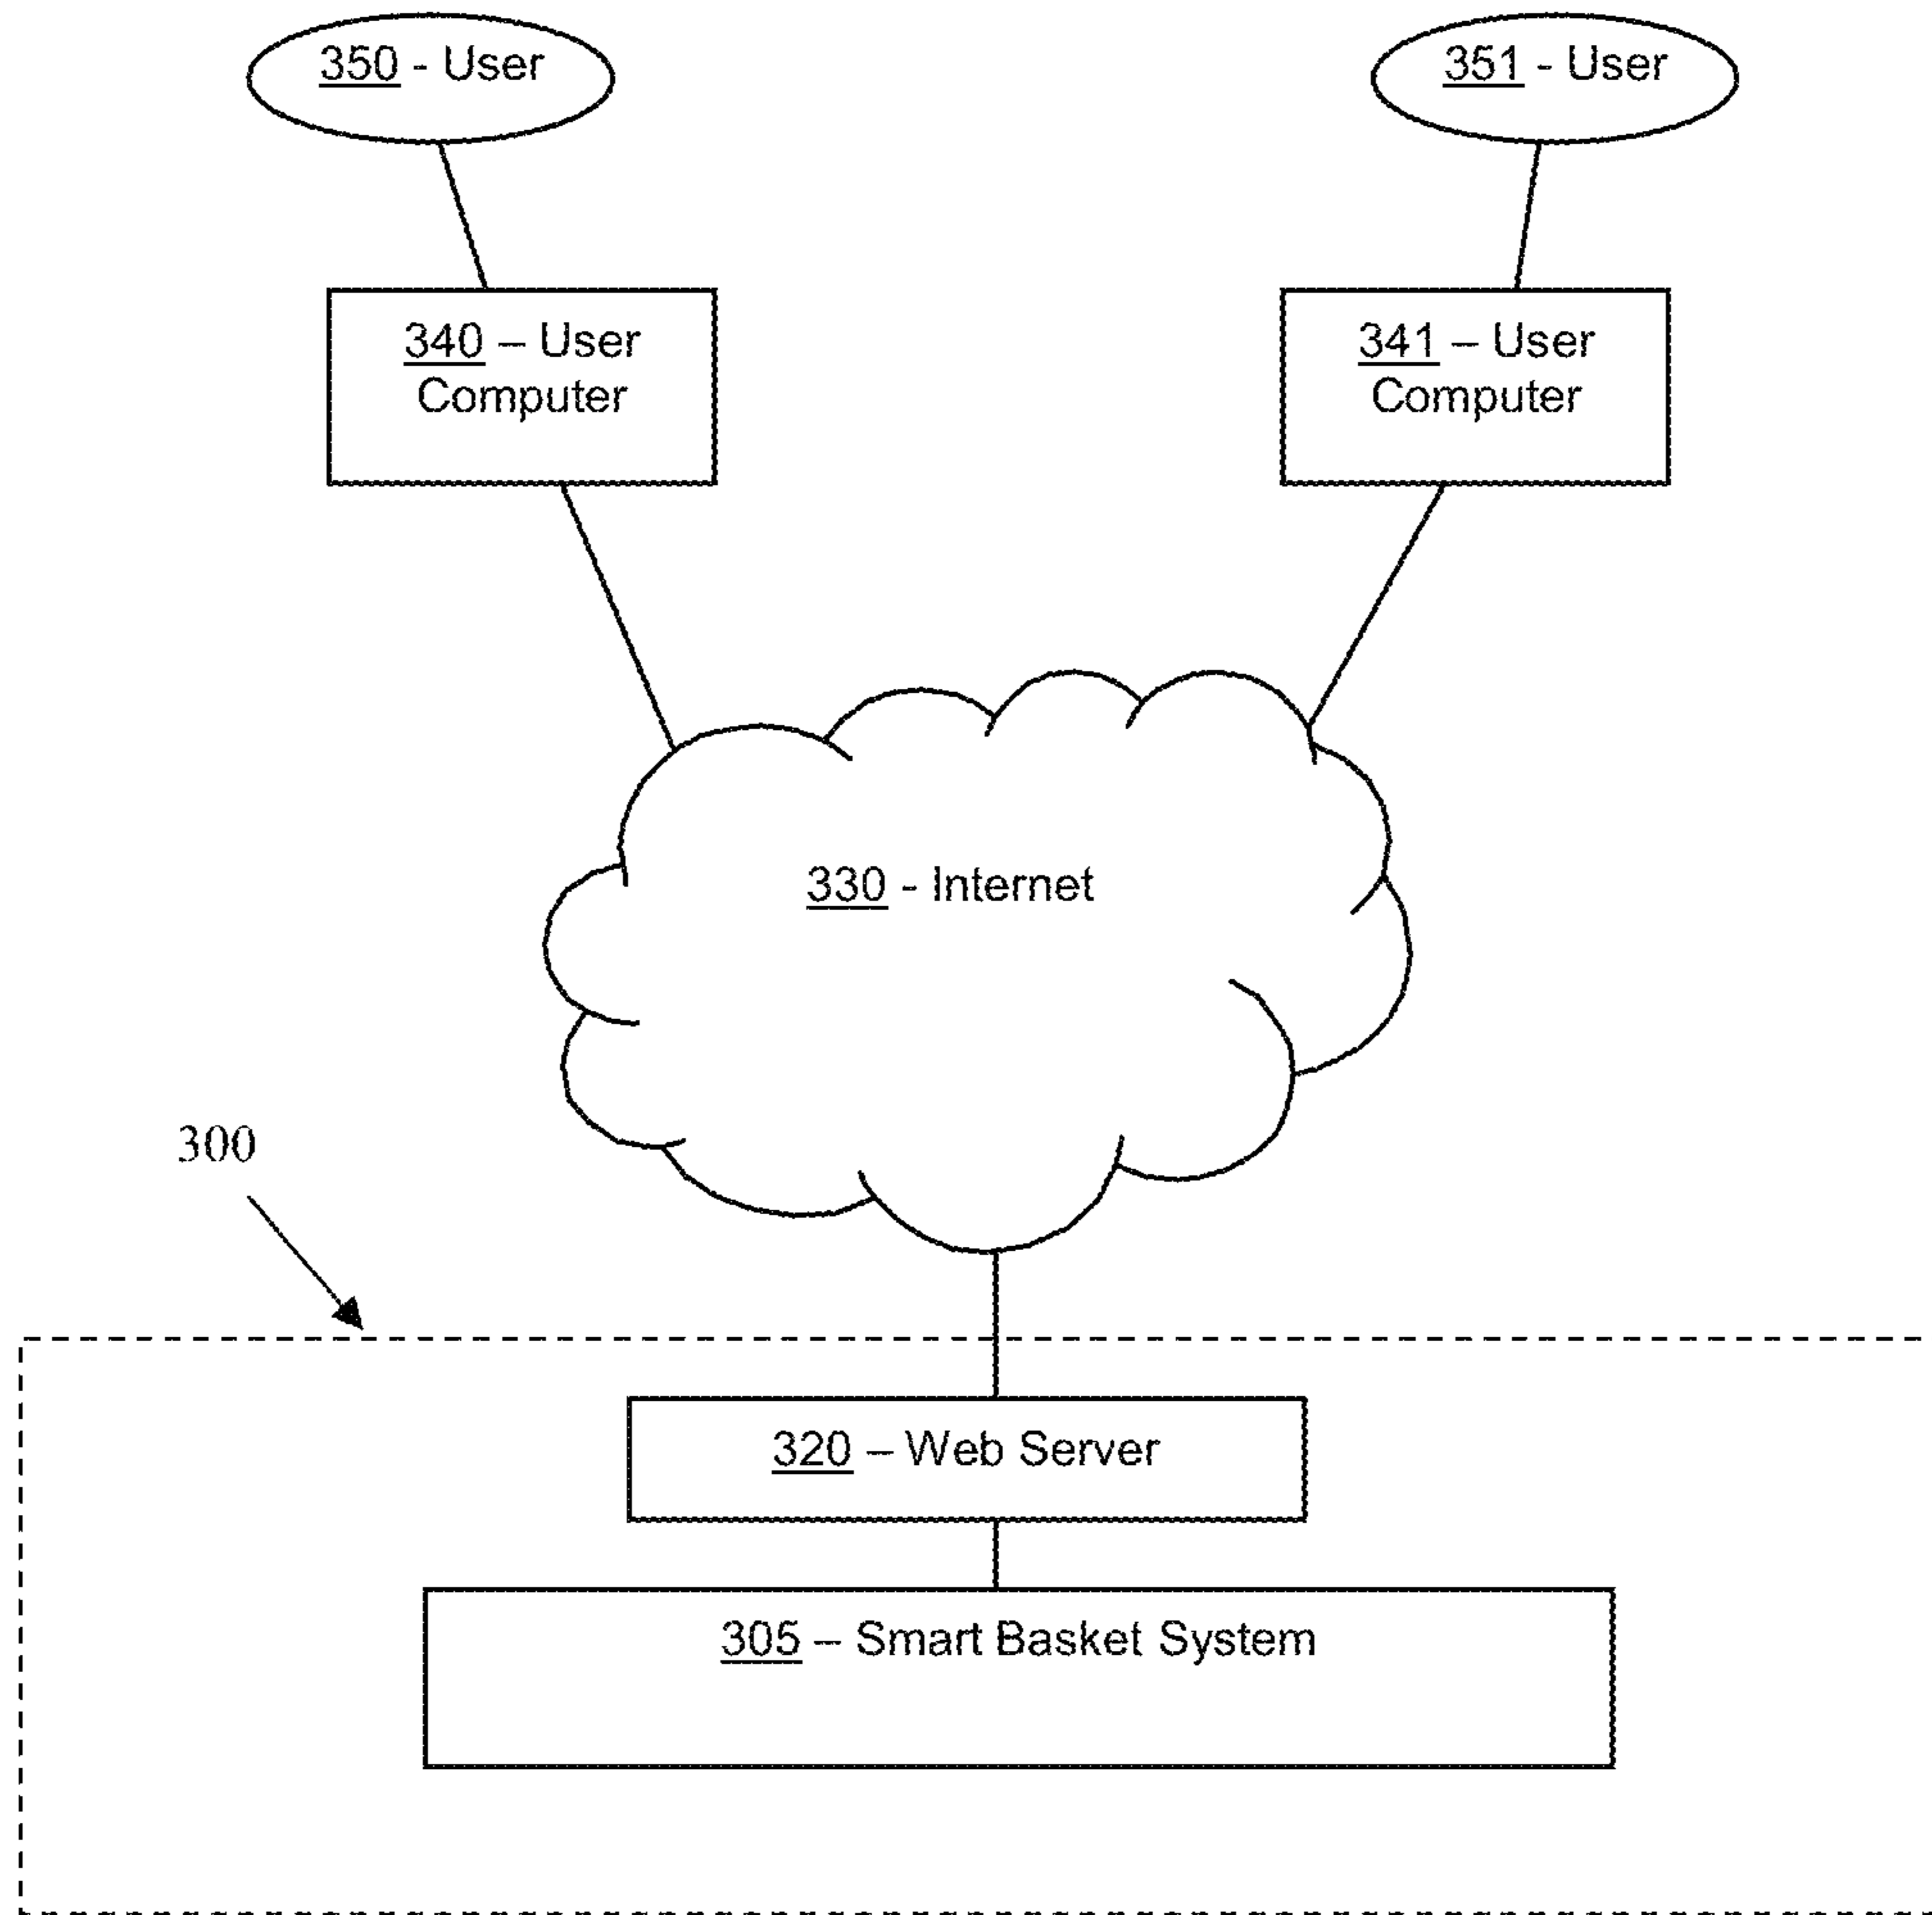 350 - User
351 - User
340 – User
Computer
341 – User
Computer
330 - Internet
300
320 – Web Server
305 – Smart Basket System